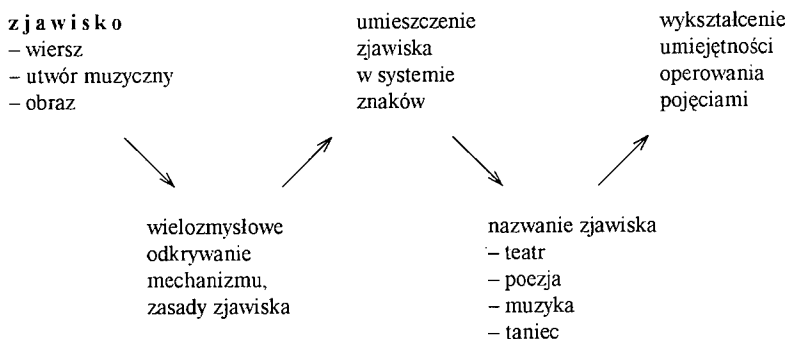 zjawisko
– wiersz
– utwór muzyczny
– obraz
wielozmysłowe
odkrywanie
mechanizmu,
zasady zjawiska
umieszczenie
zjawiska
w systemie
znaków
nazwanie zjawiska
– teatr
– poezja
– muzyka
– taniec
wykształcenie
umiejętności
operowania
pojęciami